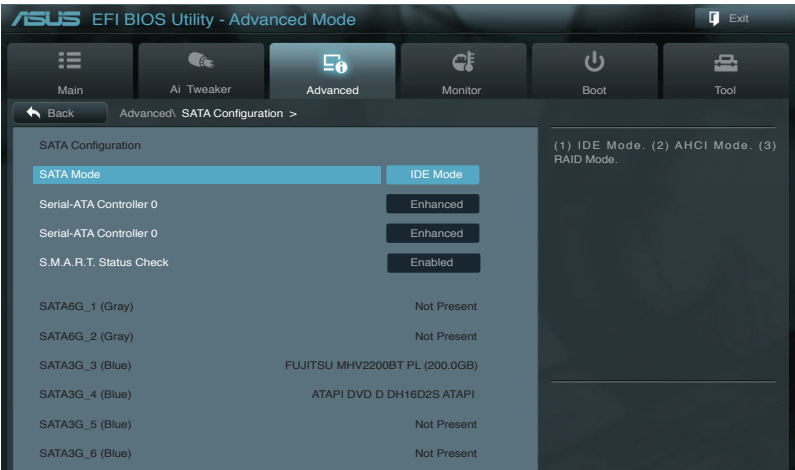 ASUS EFI BIOS Utility - Advanced Mode
Exit
Main
Ai Tweaker
Advanced
Monitor
Boot
Tool
Back
Advanced\ SATA Configuration >
SATA Configuration
SATA Mode IDE Mode
Serial-ATA Controller 0 Enhanced
Serial-ATA Controller 0 Enhanced
S.M.A.R.T. Status Check Enabled
SATA6G_1 (Gray) Not Present
SATA6G_2 (Gray) Not Present
SATA3G_3 (Blue) FUJITSU MHV2200BT PL (200.0GB)
SATA3G_4 (Blue) ATAPI DVD D DH16D2S ATAPI
SATA3G_5 (Blue) Not Present
SATA3G_6 (Blue) Not Present
(1) IDE Mode. (2) AHCI Mode. (3)
RAID Mode.